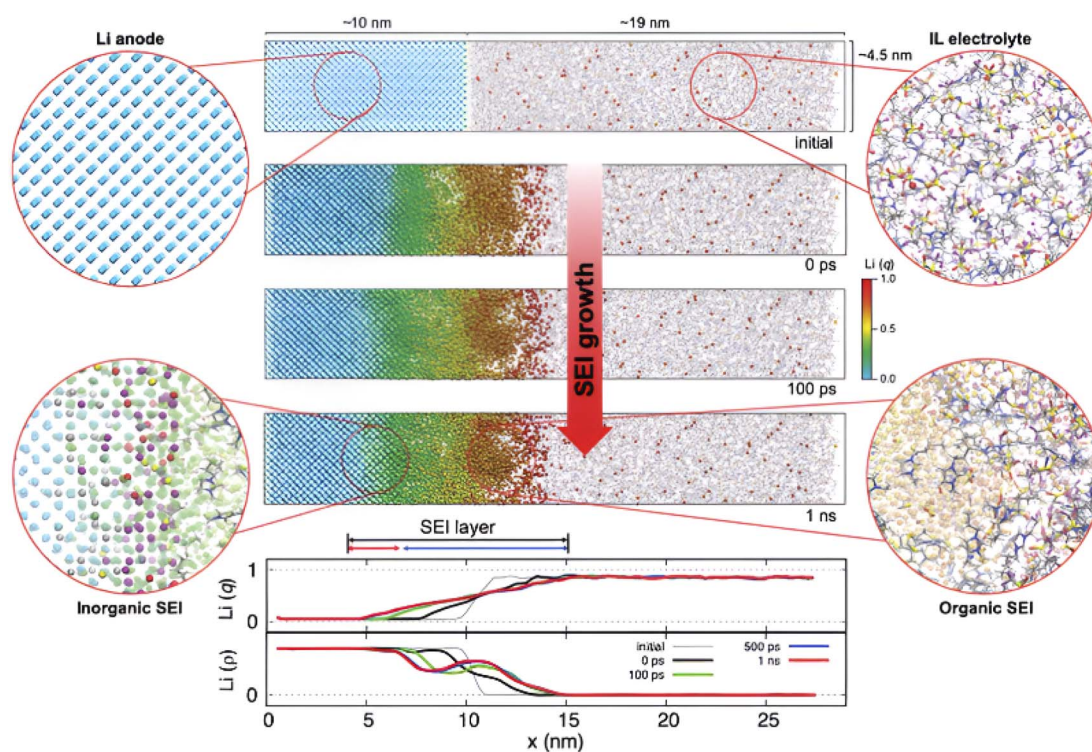 ~10 nm
~19 nm
Li anode
IL electrolyte
~4.5 nm
initial
0 ps
Li (q)
1.0
0.5
0.0
SEI growth
100 ps
1 ns
SEI layer
Inorganic SEI
Organic SEI
1
Li (q)
0
initial
0 ps
100 ps
500 ps
1 ns
Li (ρ)
0
0 5 10 15 20 25
x (nm)